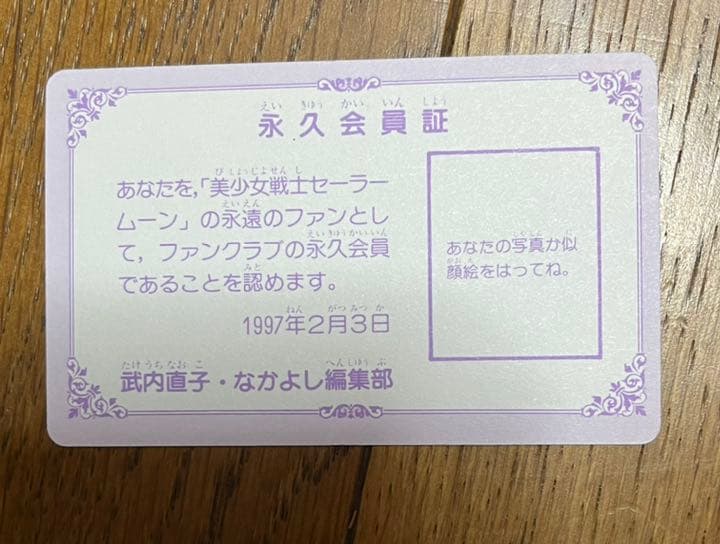 永久会員証
あなたを,「美少女戦士セーラー
ムーン」の永遠のファンとし
て,ファンクラブの永久会員
であることを認めます。
1997年2月3日
武内直子・なかよし編集部
あなたの写真か似
顔絵をはってね。